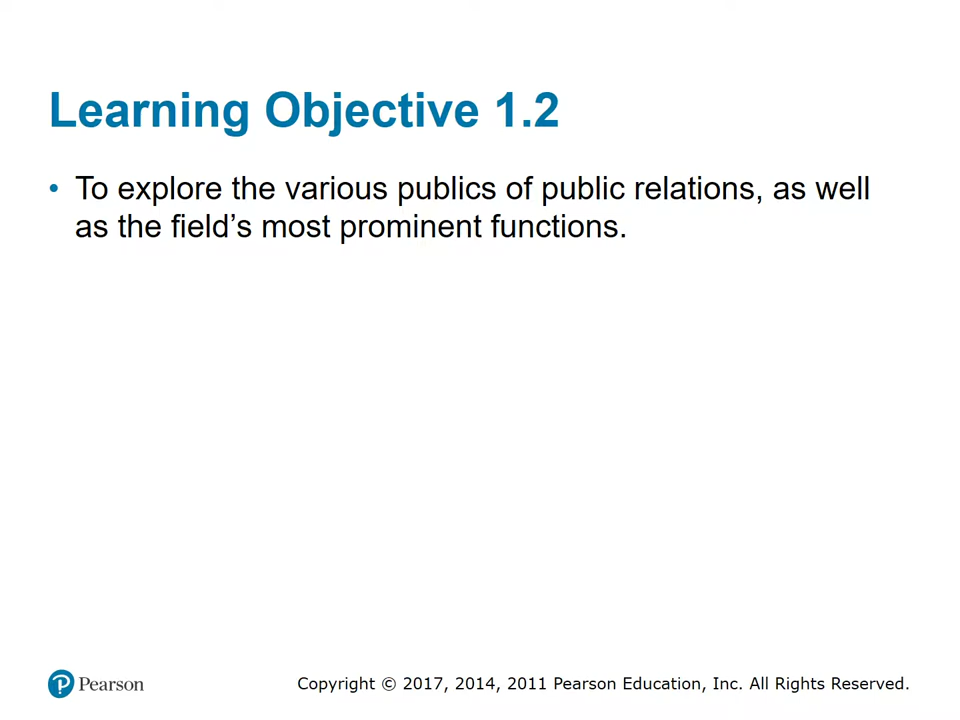 Learning Objective 1.2
• To explore the various publics of public relations, as well
as the field’s most prominent functions.
Pearson
Copyright © 2017, 2014, 2011 Pearson Education, Inc. All Rights Reserved.